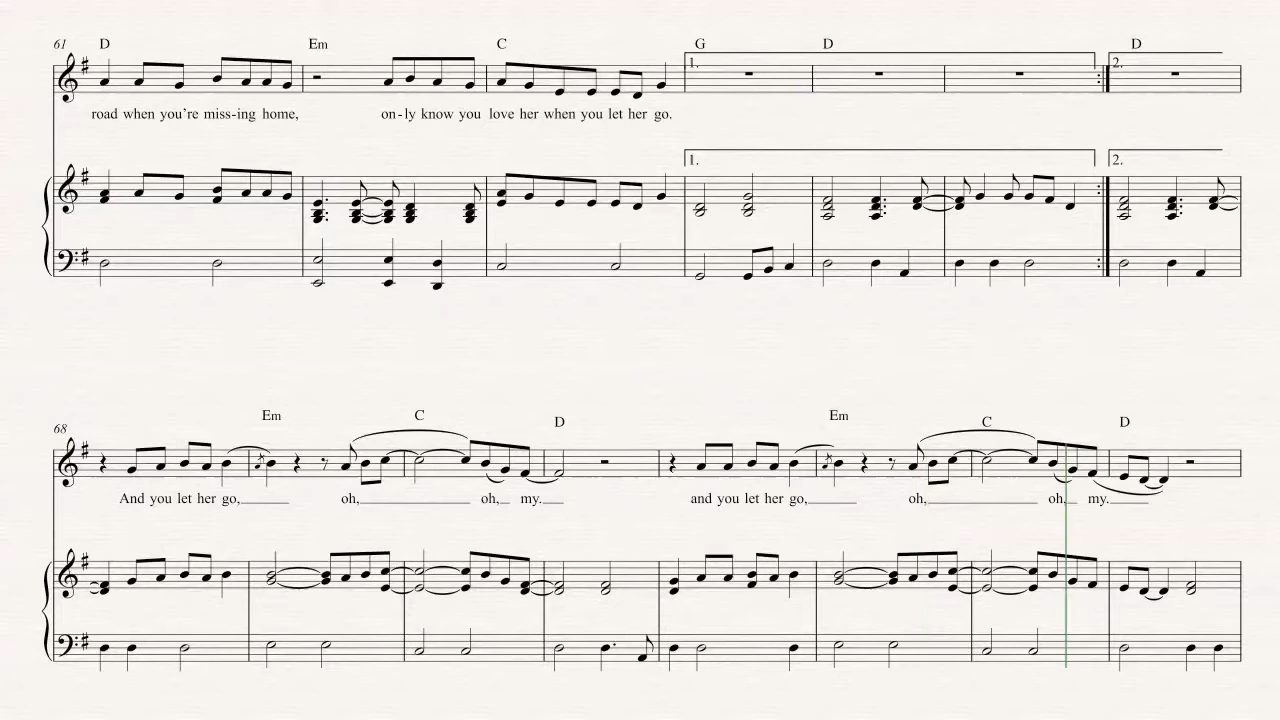 61 D Em C G D D
1. 2.
road when you're miss-ing home, on-ly know you love her when you let her go.
1. 2.
68 Em C D Em C D
And you let her go, oh, oh, my. and you let her go, oh, oh, my.